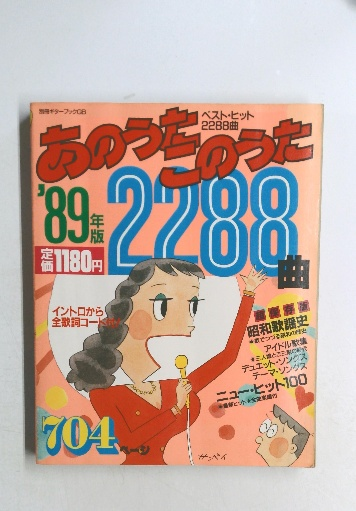 別冊ギターブックGB
ベスト・ヒット
2288曲
あのうた
このうた
'89年版
2288
曲
定価1180円
イントロから
全歌詞コード
昭和歌謡史
アイドル歌集
デュエット・ソングス
テーマ・ソングス
ニュー・ヒット100
704ページ